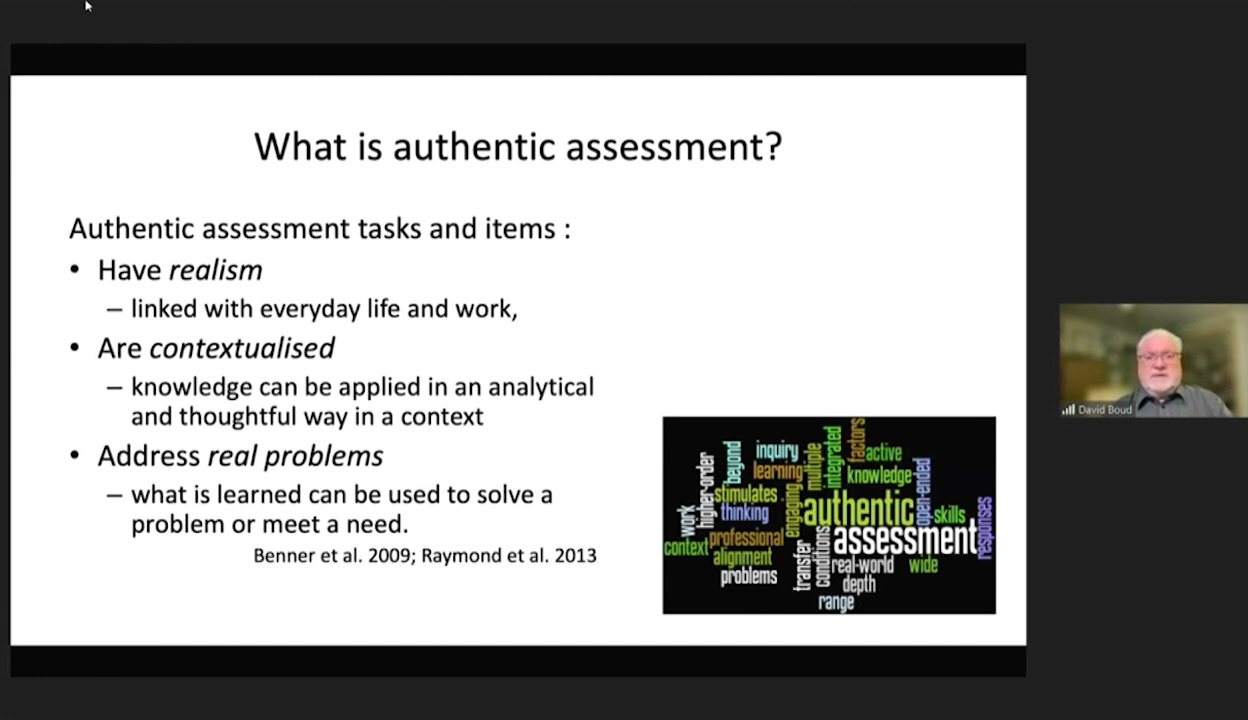 What is authentic assessment?
Authentic assessment tasks and items :
• Have realism
– linked with everyday life and work,
• Are contextualised
– knowledge can be applied in an analytical
and thoughtful way in a context
• Address real problems
– what is learned can be used to solve a
problem or meet a need.
Benner et al. 2009; Raymond et al. 2013
work
higher-order
beyond
inquiry
learning
stimulates
thinking
professional
context
alignment
problems
engaging
multiple
integrated
factors
active
knowledge
open-ended
authentic
skills
assessment
responses
transfer
conditions
real-world
wide
depth
range
David Boud